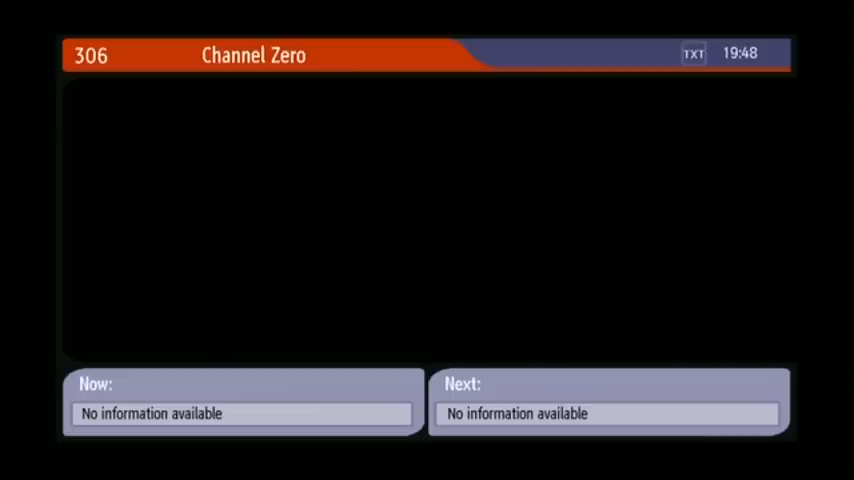 306 Channel Zero TXT 19:48
Now: Next:
No information available No information available